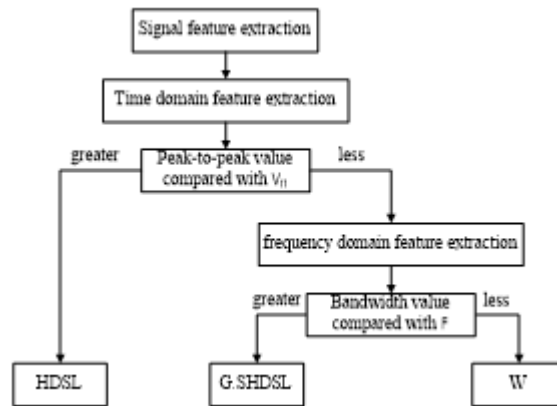 Signal feature extraction
Time domain feature extraction
greater
Peak-to-peak value
compared with
less
frequency domain feature extraction
greater
Bandwidth value
compared with F
less
HDSL
G.SHDSL
W